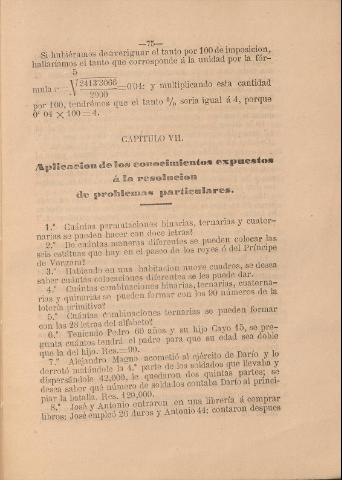 —75—
Si hubiéramos de averiguar el tanto por 100 de imposicion,
hallaríamos el tanto que corresponde á la unidad por la fór-
5
mula r=√ 2413'3066 =0'04: y multiplicando esta cantidad
2000
por 100, tendrémos que el tanto %, seria igual á 4, porque
0'04 × 100=4.
CAPITULO VII.
Aplicacion de los conocimientos expuestos
á la resolucion
de problemas particulares.
1.º Cuántas permutaciones binarias, ternarias y cuater-
narias se pueden hacer con doce letras?
2.º De cuántas maneras diferentes se pueden colocar las
seis estátuas que hay en el paseo de los reyes ó del Príncipe
de Vergara?
3.º Habiendo en una habitacion nueve cuadros, se desea
saber cuántas colocaciones diferentes se les puede dar.
4.º Cuántas combinaciones binarias, ternarias, cuaterna-
rias y quinarias se pueden formar con los 90 números de la
lotería primitiva?
5.º Cuántas combinaciones ternarias se pueden formar
con las 28 letras del alfabeto?
6.º Teniendo Pedro 60 años y su hijo Cayo 45, se pre-
gunta cuántos tendrá el padre para que su edad sea doble
que la del hijo. Res.=90.
7.º Alejandro Magno acometió al ejército de Darío y lo
derrotó matándole la 4.ª parte de los soldados que llevaba y
dispersándole 42,000, le quedaron dos quintas partes; se
desea saber qué número de soldados contaba Darío al princi-
piar la batalla. Res. 120,000.
8.º José y Antonio entraron en una librería á comprar
libros: José empleó 26 duros y Antonio 44: contaron despues